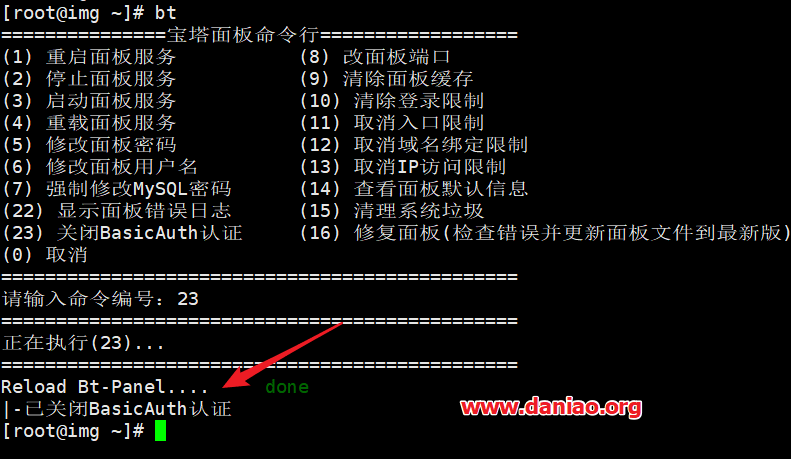 [root@img ~]# bt
===============宝塔面板命令行==================
(1) 重启面板服务           (8) 改面板端口
(2) 停止面板服务           (9) 清除面板缓存
(3) 启动面板服务           (10) 清除登录限制
(4) 重载面板服务           (11) 取消入口限制
(5) 修改面板密码           (12) 取消域名绑定限制
(6) 修改面板用户名         (13) 取消IP访问限制
(7) 强制修改MySQL密码      (14) 查看面板默认信息
(22) 显示面板错误日志      (15) 清理系统垃圾
(23) 关闭BasicAuth认证     (16) 修复面板(检查错误并更新面板文件到最新版)
(0) 取消
===============================================
请输入命令编号：23
===============================================
正在执行(23)...
===============================================
Reload Bt-Panel....     done
|-已关闭BasicAuth认证
www.daniao.org
[root@img ~]#